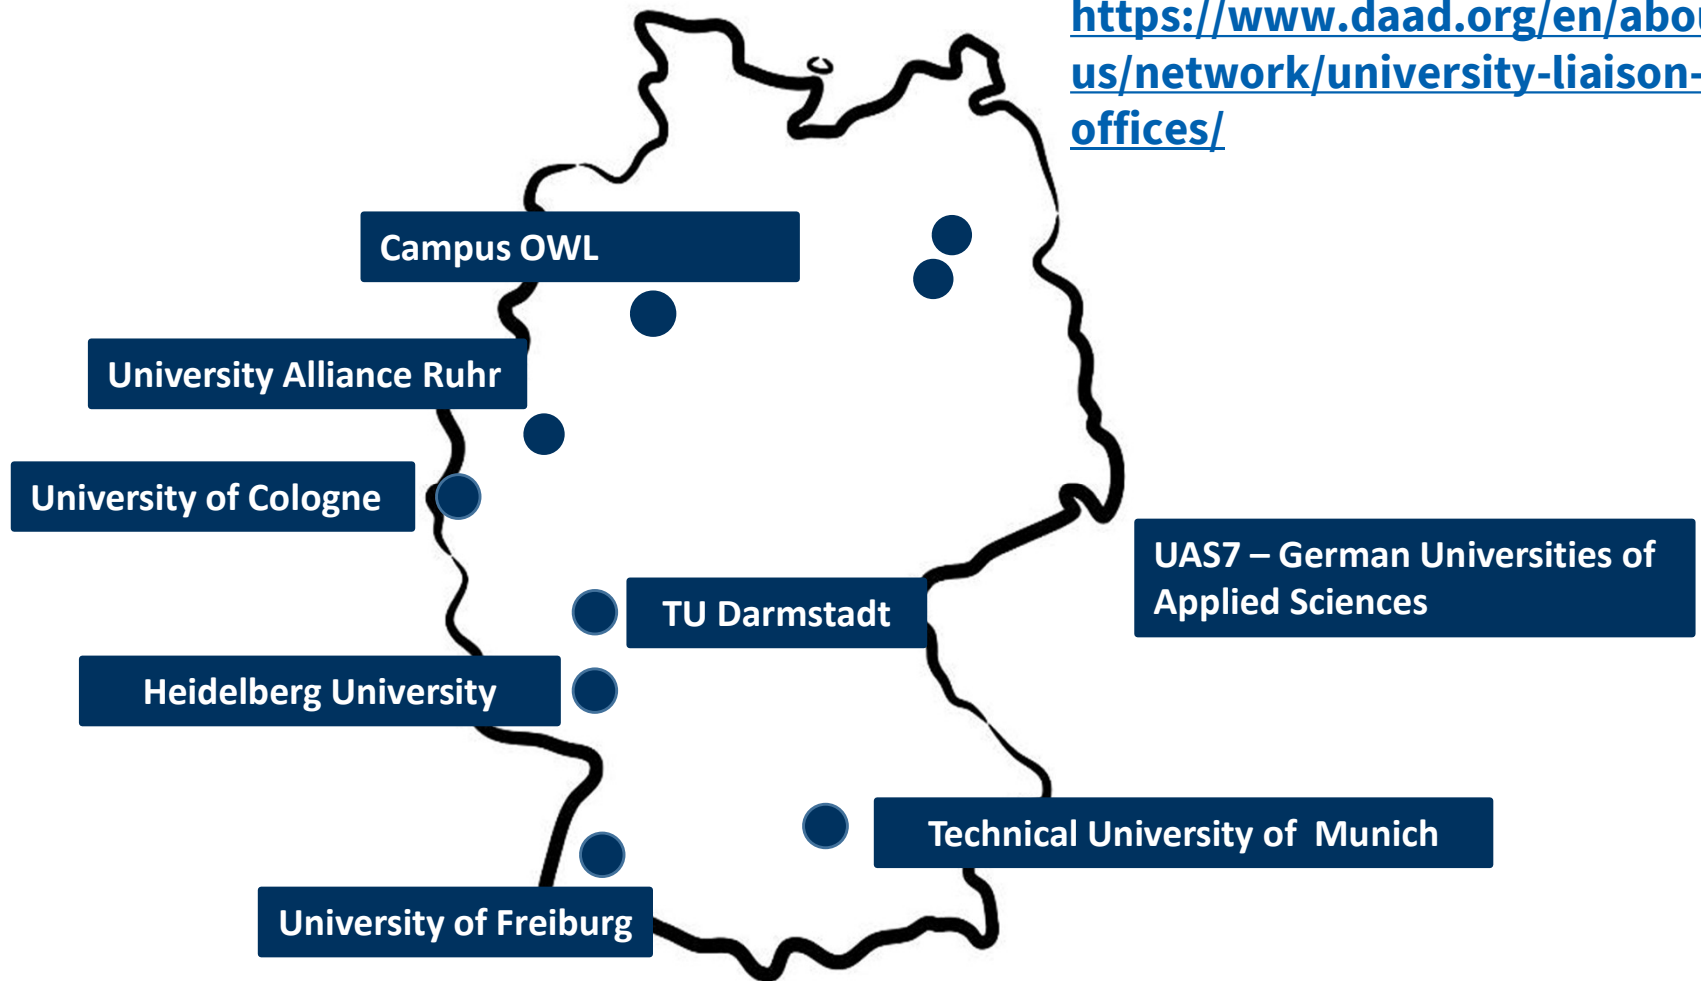 https://www.daad.org/en/abou
us/network/university-liaison-
offices/
Campus OWL
University Alliance Ruhr
University of Cologne
UAS7 – German Universities of
Applied Sciences
TU Darmstadt
Heidelberg University
Technical University of  Munich
University of Freiburg